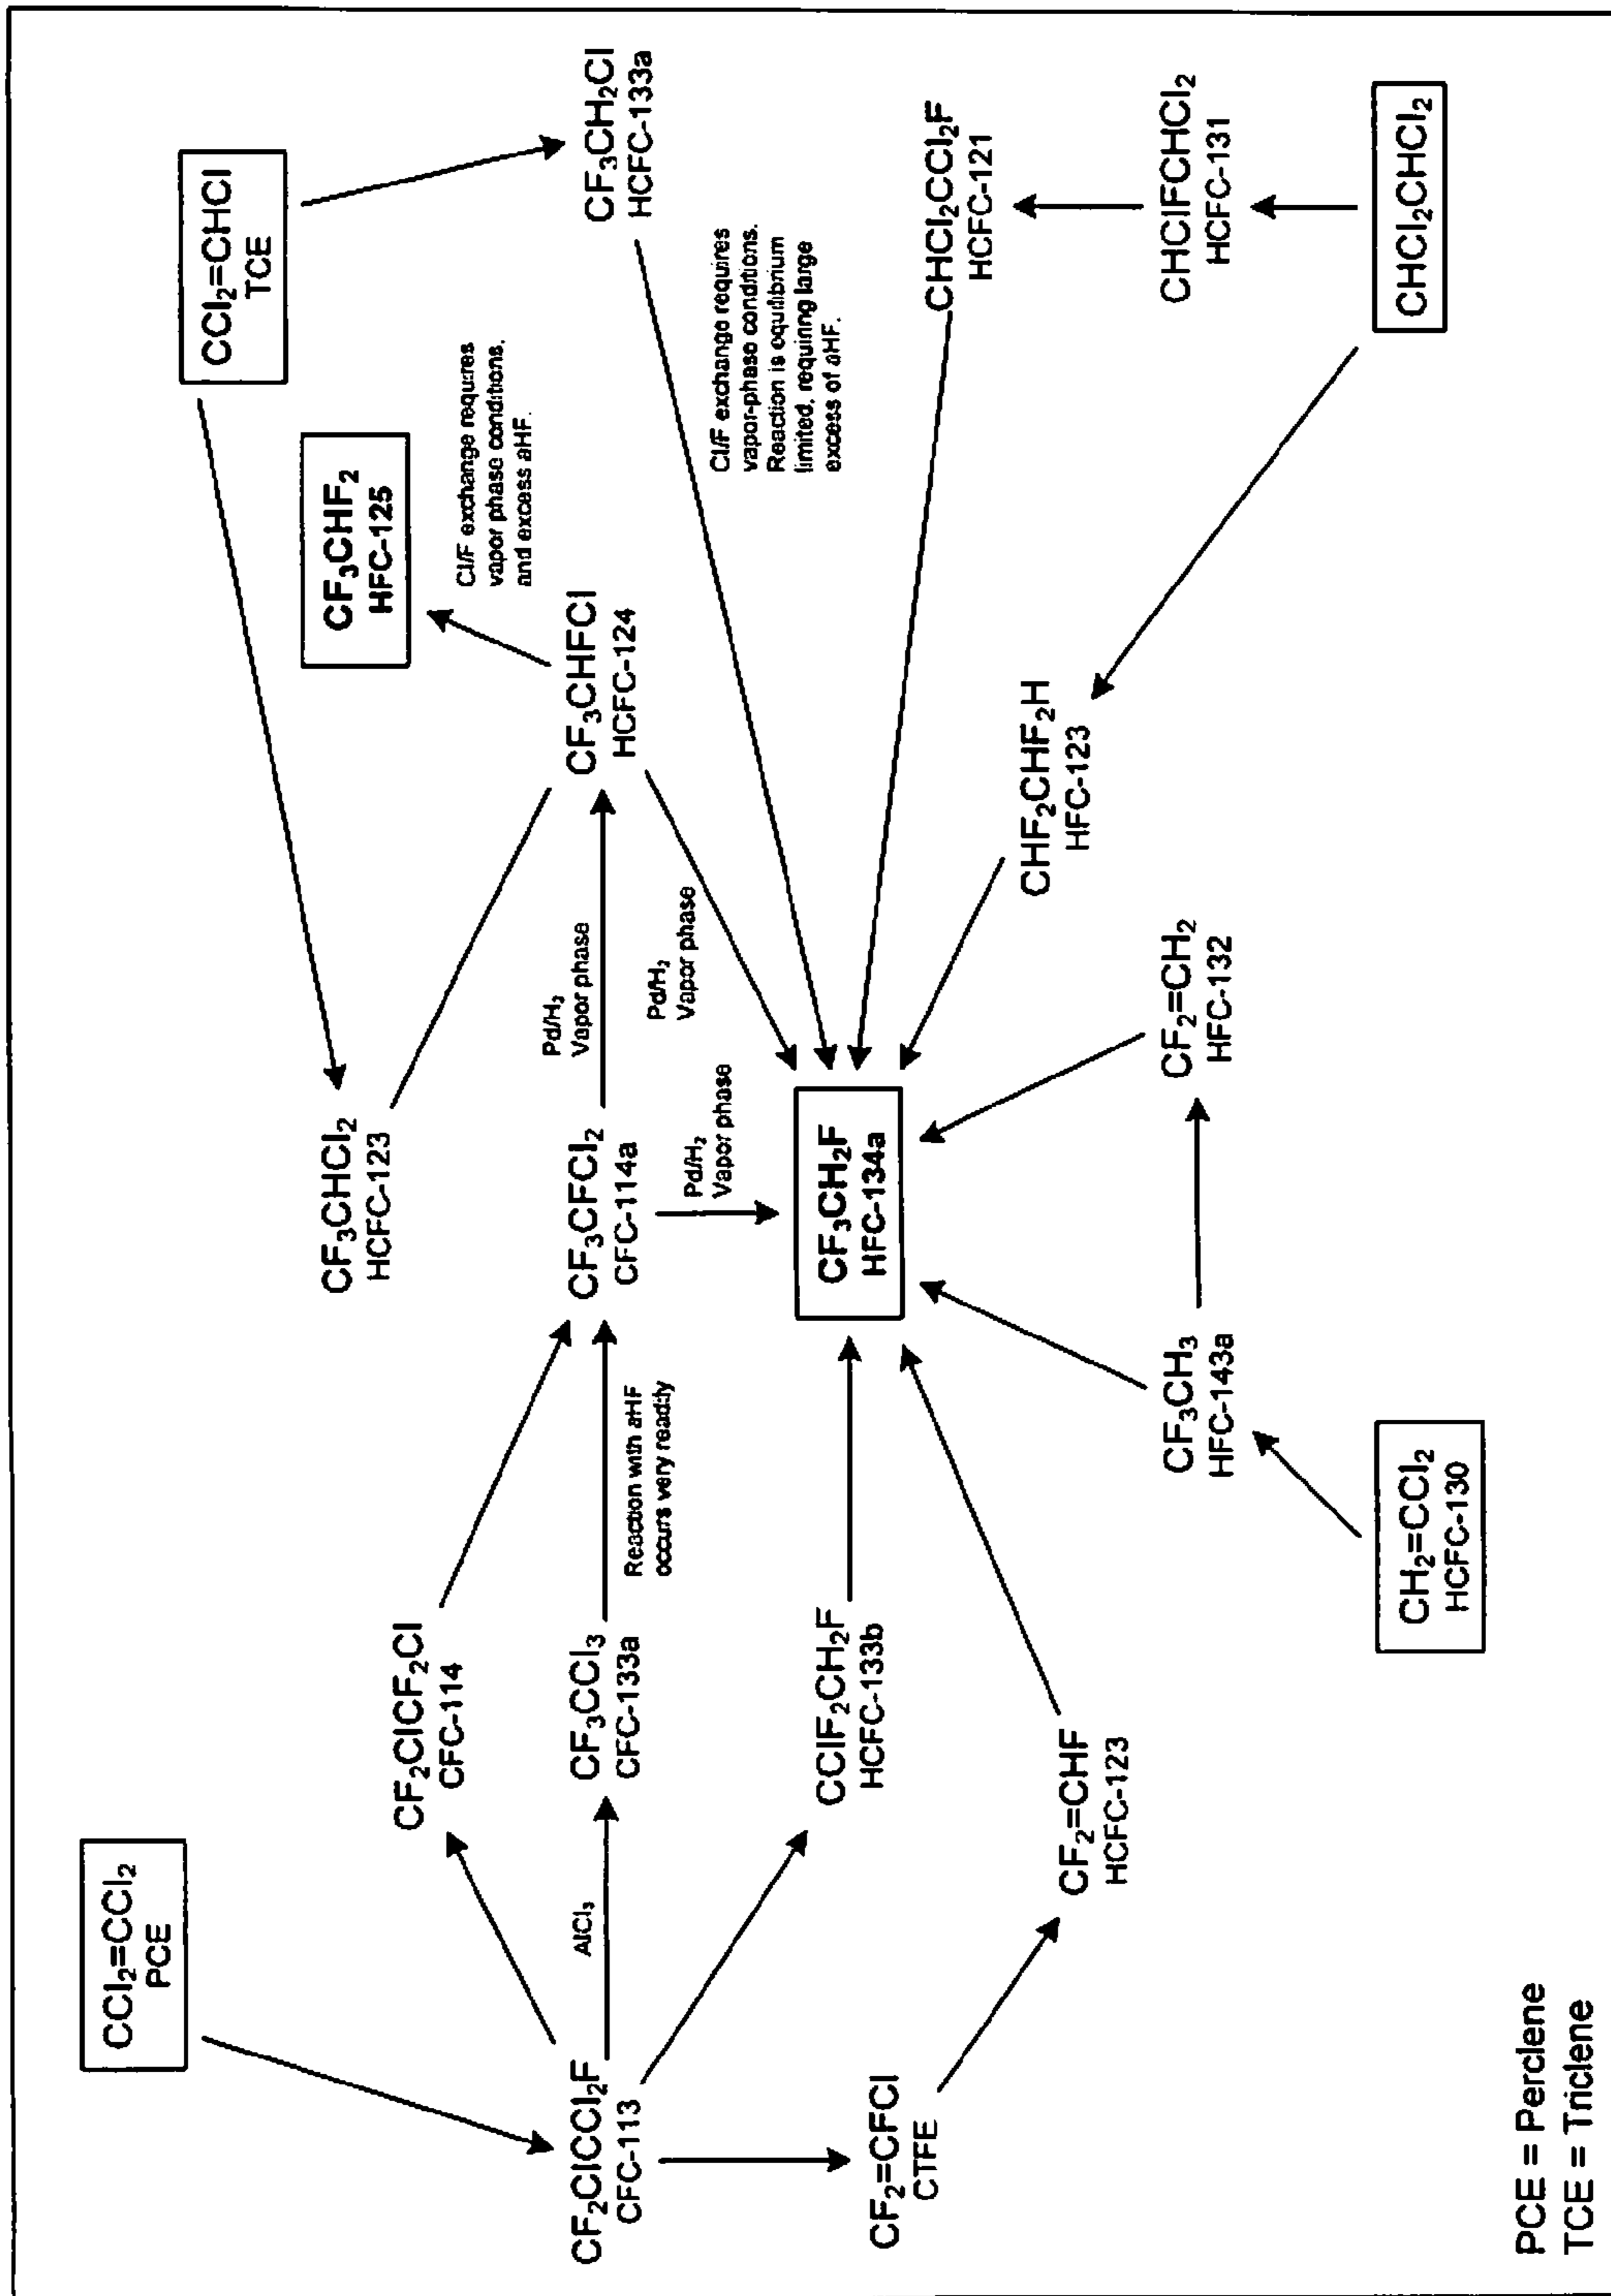 CCl₂=CCl₂
PCE
CCl₂=CHCl
TCE
CF₃CHF₂
HFC-125
Cl/F exchange requires
vapor phase conditions.
and excess aHF.
CF₃CHCl₂
HCFC-123
CF₂ClCF₂Cl
CFC-114
CF₂ClCCl₂F
CFC-113
AlCl₃
CF₃CCl₃
CFC-133a
Reaction with aHF
occurs very readily
CF₃CFCl₂
CFC-114a
Pd/H₂
Vapor phase
CF₃CHFCl
HCFC-124
CF₃CH₂Cl
HCFC-133a
Pd/H₂
Vapor phase
Pd/H₂
Vapor phase
Cl/F exchange requires
vapor-phase conditions.
Reaction is equilibrium
limited, requiring large
excess of aHF.
CF₂=CFCl
CTFE
CClF₂CH₂F
HCFC-133b
CF₃CH₂F
HFC-134a
CHCl₂CCl₂F
HCFC-121
CF₂=CHF
HCFC-123
CHF₂CHF₂H
HFC-123
CF₃CH₃
HFC-143a
CF₂=CH₂
HFC-132
CHClFCHCl₂
HCFC-131
CH₂=CCl₂
HCFC-130
CHCl₂CHCl₂
PCE = Perclene
TCE = Triclene